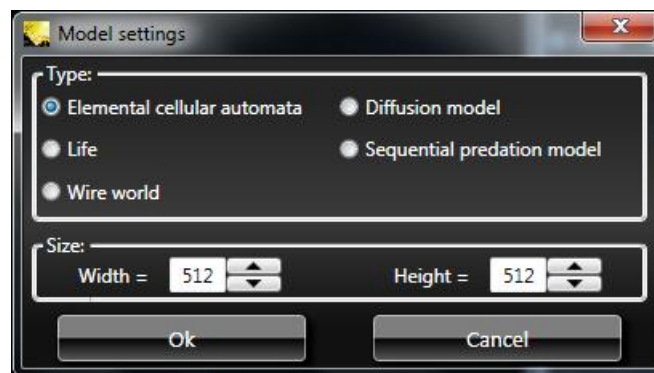 Model settings
x
Type:
Elemental cellular automata
Diffusion model
Life
Sequential predation model
Wire world
Size:
Width = 512
Height = 512
Ok
Cancel